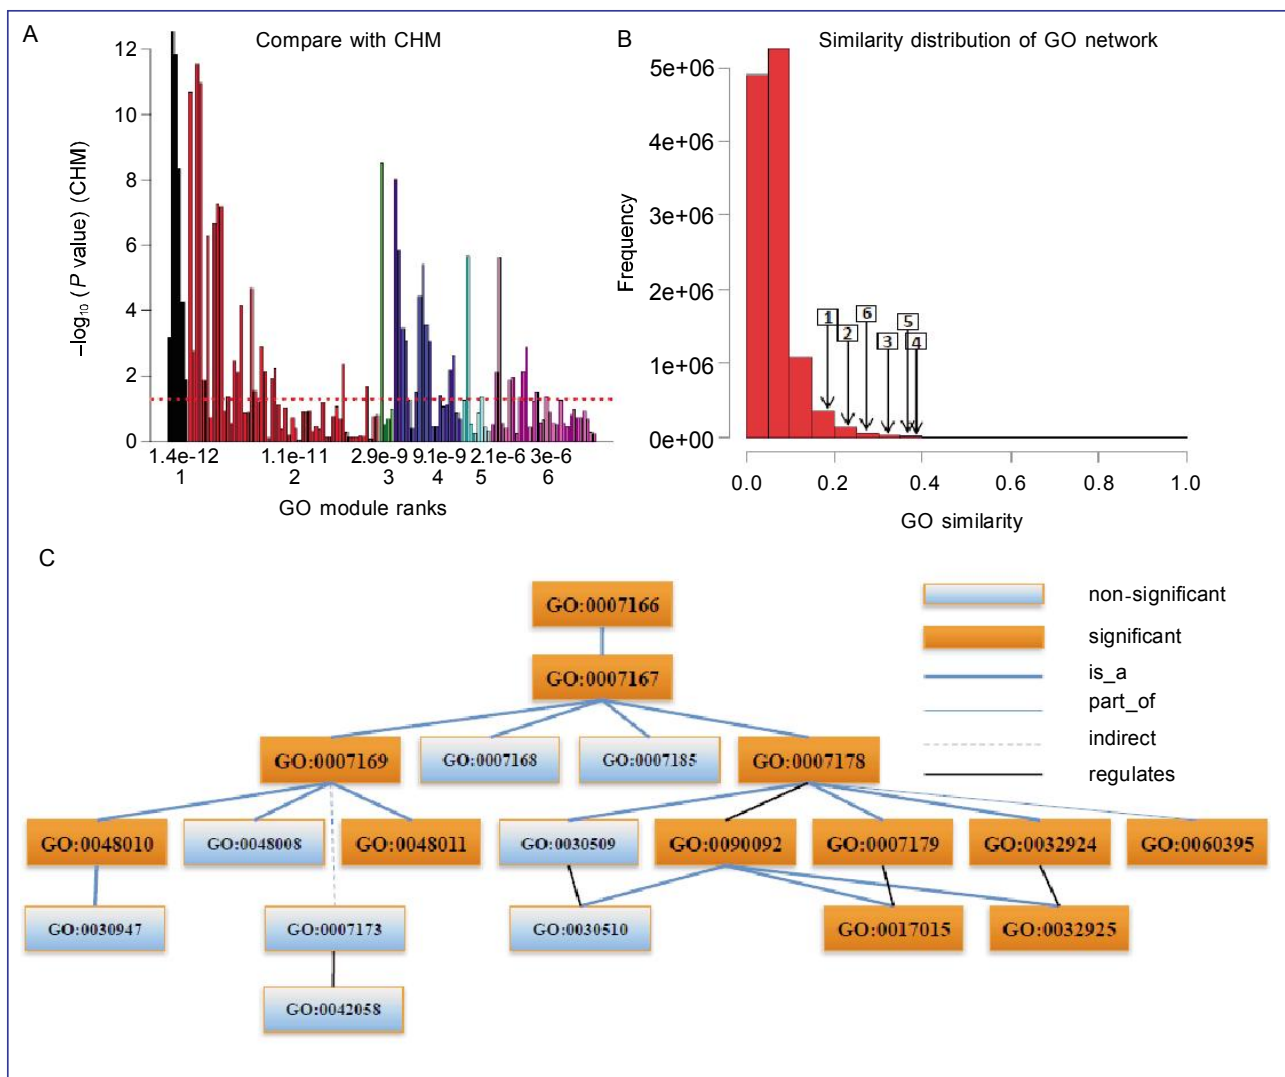 A
Compare with CHM
−log₁₀ (P value) (CHM)
12
10
8
6
4
2
0
1.4e-12 1.1e-11 2.9e-9 9.1e-9 2.1e-6 3e-6
1 2 3 4 5 6
GO module ranks
B
Similarity distribution of GO network
Frequency
5e+06
4e+06
3e+06
2e+06
1e+06
0e+00
1 2 6 3 5 4
0.0 0.2 0.4 0.6 0.8 1.0
GO similarity
C
GO:0007166
GO:0007167
GO:0007169 GO:0007168 GO:0007185 GO:0007178
GO:0048010 GO:0048008 GO:0048011 GO:0030509 GO:0090092 GO:0007179 GO:0032924 GO:0060395
GO:0030947 GO:0007173 GO:0030510 GO:0017015 GO:0032925
GO:0042058
non-significant
significant
is_a
part_of
indirect
regulates